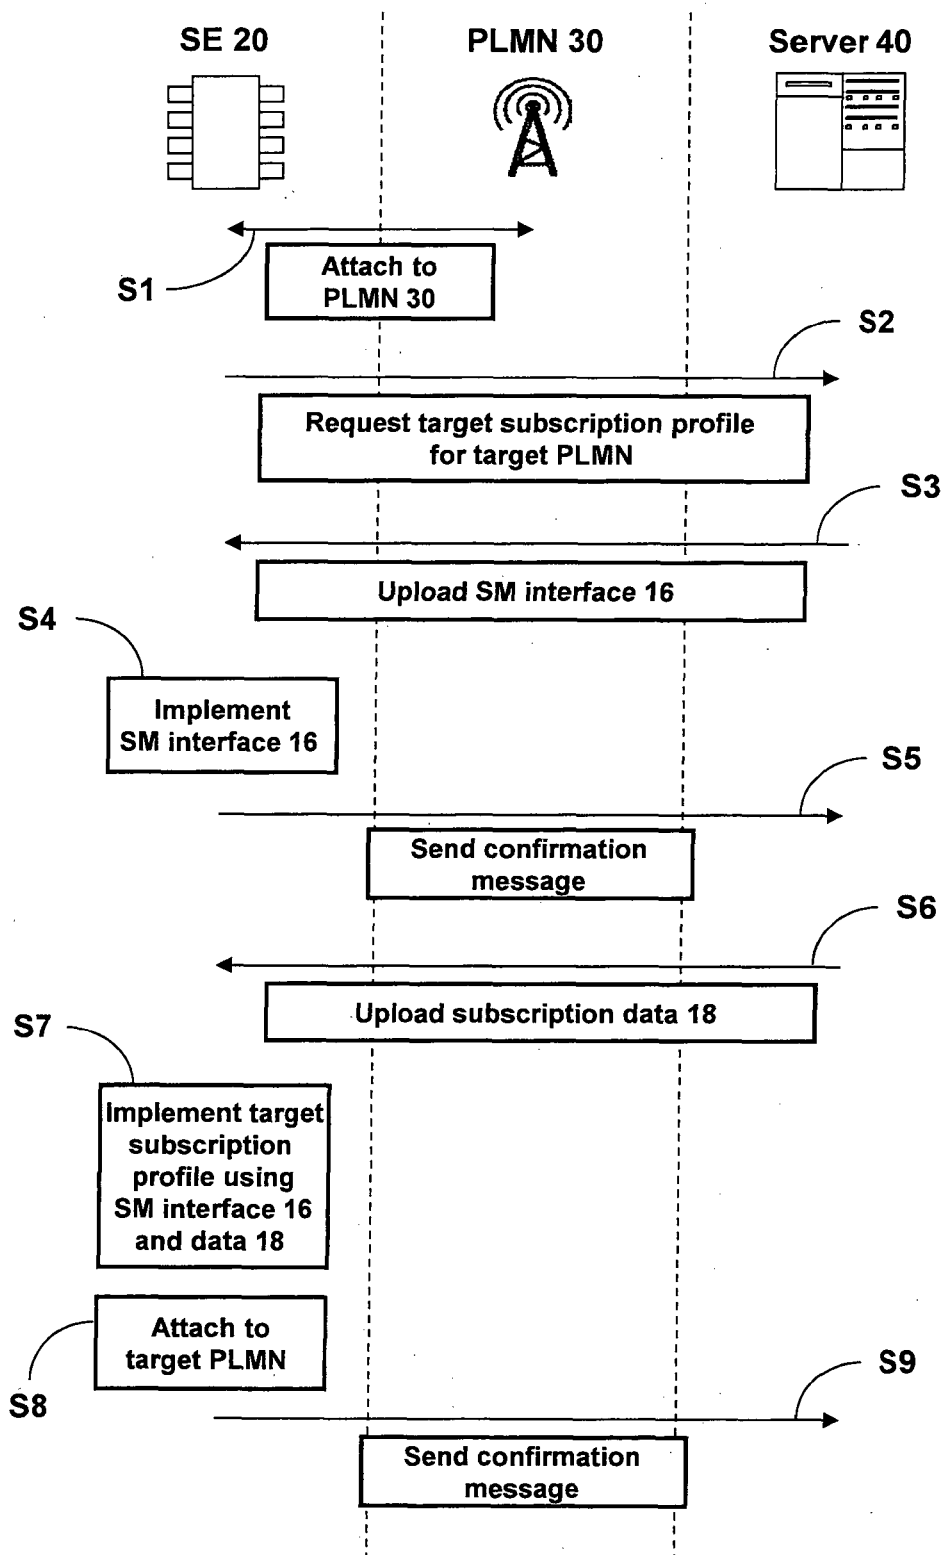 SE 20
PLMN 30
Server 40
S1
Attach to
PLMN 30
S2
Request target subscription profile
for target PLMN
S3
Upload SM interface 16
S4
Implement
SM interface 16
S5
Send confirmation
message
S6
Upload subscription data 18
S7
Implement target
subscription
profile using
SM interface 16
and data 18
Attach to
target PLMN
S8
S9
Send confirmation
message